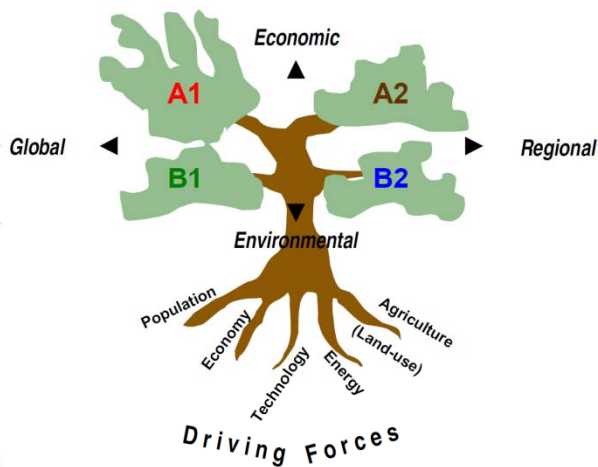 Economic
A1
A2
Global
Regional
B1
B2
Environmental
Population
Economy
Technology
Energy
Agriculture
(Land-use)
Driving Forces